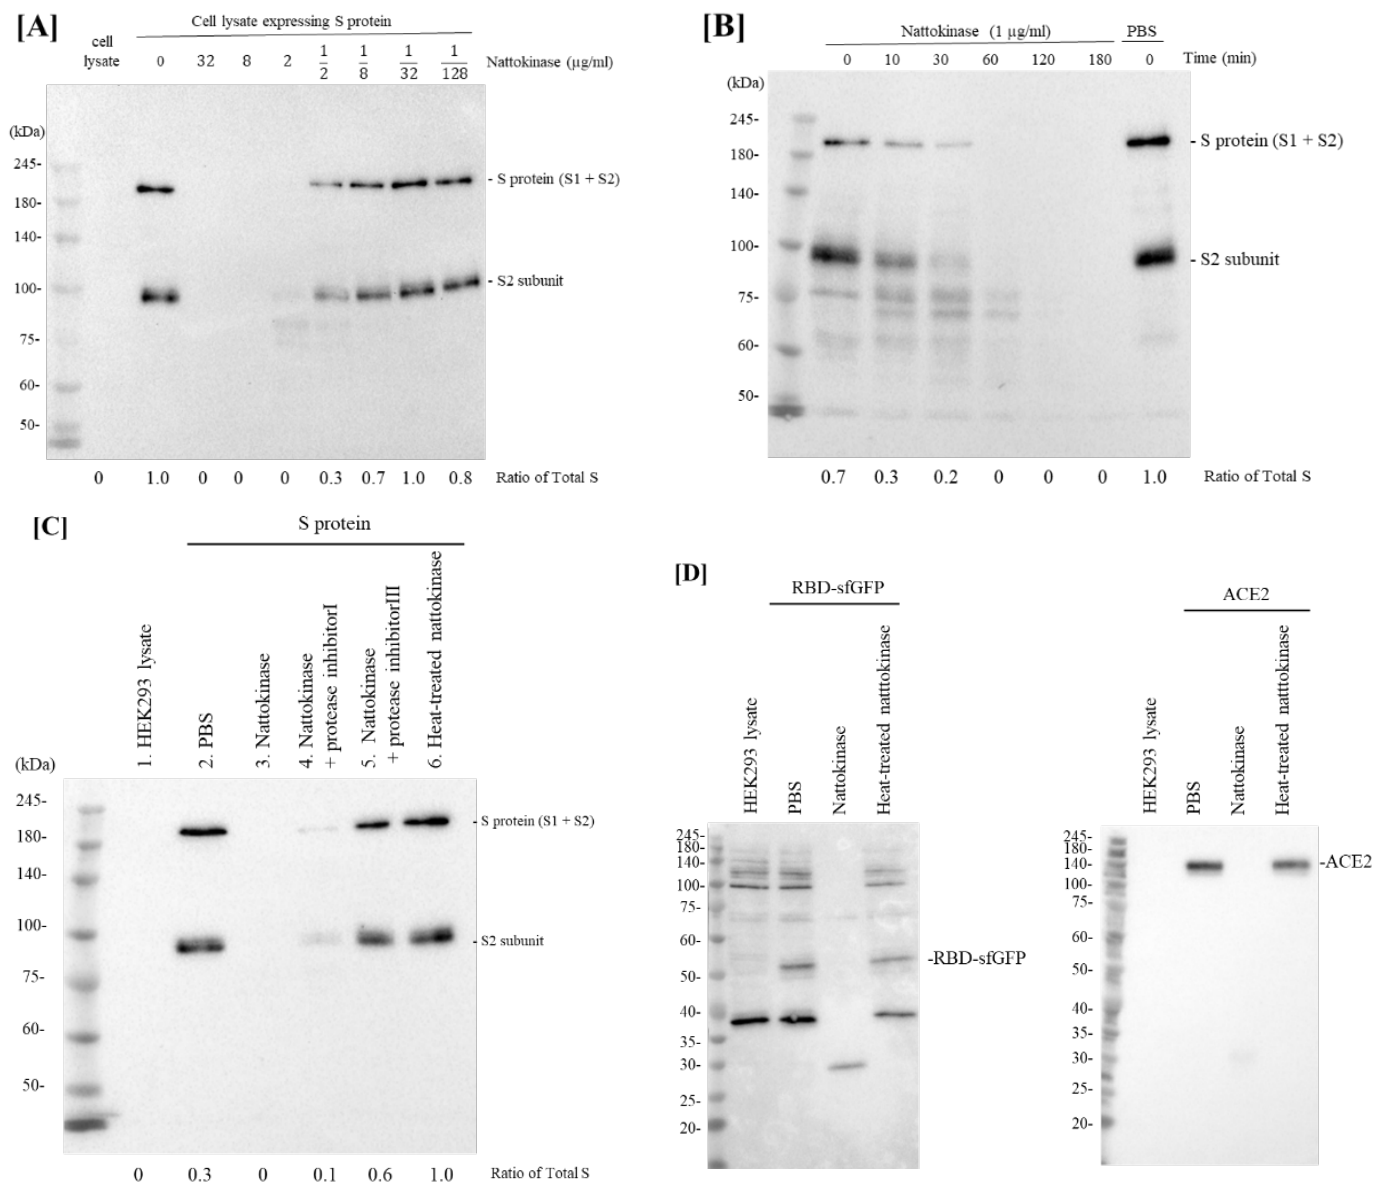 [A]
Cell lysate expressing S protein
cell
lysate
0 32 8 2 1/2 1/8 1/32 1/128 Nattokinase (µg/ml)
(kDa)
245-
180-
140-
100-
75-
60-
50-
- S protein (S1 + S2)
- S2 subunit
0 1.0 0 0 0 0.3 0.7 1.0 0.8 Ratio of Total S
[B]
Nattokinase (1 µg/ml) PBS
0 10 30 60 120 180 0 Time (min)
(kDa)
245-
180-
140-
100-
75-
60-
50-
- S protein (S1 + S2)
- S2 subunit
0.7 0.3 0.2 0 0 0 1.0 Ratio of Total S
[C]
S protein
1. HEK293 lysate
2. PBS
3. Nattokinase
4. Nattokinase
+ protease inhibitorI
5. Nattokinase
+ protease inhibitorIII
6. Heat-treated nattokinase
(kDa)
245-
180-
140-
100-
75-
60-
50-
- S protein (S1 + S2)
- S2 subunit
0 0.3 0 0.1 0.6 1.0 Ratio of Total S
[D]
RBD-sfGFP
HEK293 lysate
PBS
Nattokinase
Heat-treated natttokinase
245-
180-
140-
100-
75-
60-
50-
40-
35-
30-
25-
20-
-RBD-sfGFP
ACE2
HEK293 lysate
PBS
Nattokinase
Heat-treated natttokinase
245-
180-
140-
100-
75-
60-
50-
40-
35-
30-
25-
20-
-ACE2